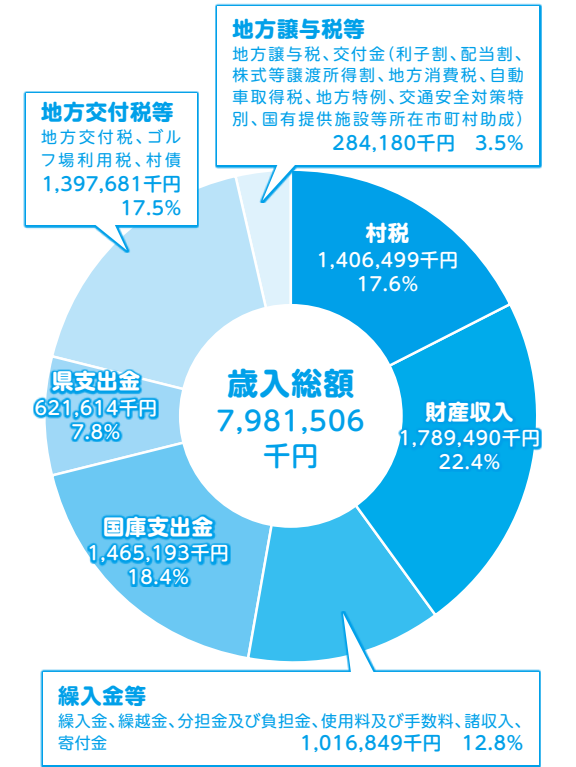 地方譲与税等
地方譲与税、交付金(利子割、配当割、
株式等譲渡所得割、地方消費税、自動
車取得税、地方特例、交通安全対策特
別、国有提供施設等所在市町村助成)
284,180千円 3.5%
地方交付税等
地方交付税、ゴル
フ場利用税、村債
1,397,681千円
17.5%
村税
1,406,499千円
17.6%
歳入総額
7,981,506
千円
県支出金
621,614千円
7.8%
財産収入
1,789,490千円
22.4%
国庫支出金
1,465,193千円
18.4%
繰入金等
繰入金、繰越金、分担金及び負担金、使用料及び手数料、諸収入、
寄付金 1,016,849千円 12.8%